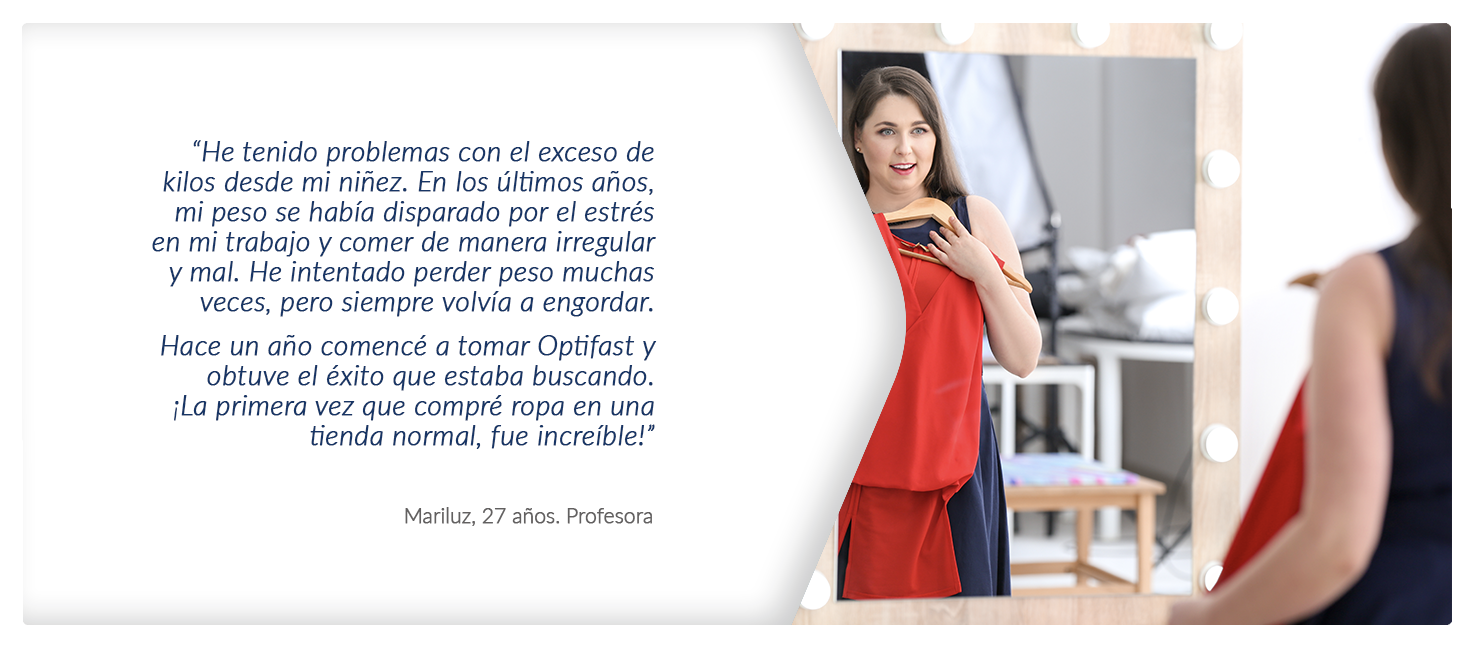 “He tenido problemas con el exceso de
kilos desde mi niñez. En los últimos años,
mi peso se había disparado por el estrés
en mi trabajo y comer de manera irregular
y mal. He intentado perder peso muchas
veces, pero siempre volvía a engordar.
Hace un año comencé a tomar Optifast y
obtuve el éxito que estaba buscando.
¡La primera vez que compré ropa en una
tienda normal, fue increíble!”
Mariluz, 27 años. Profesora